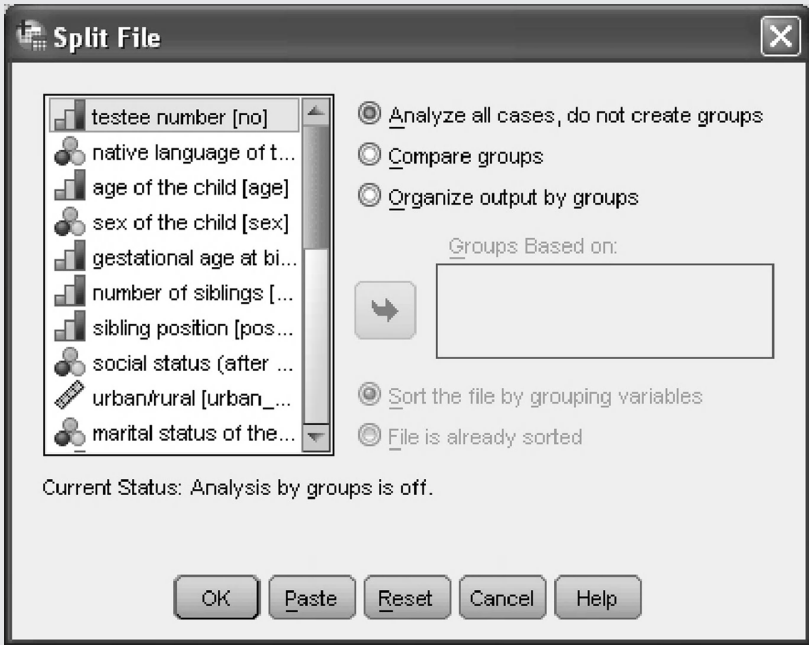 Split File
testee number [no]
native language of t...
age of the child [age]
sex of the child [sex]
gestational age at bi...
number of siblings [...
sibling position [pos...
social status (after ...
urban/rural [urban_...
marital status of the...
Analyze all cases, do not create groups
Compare groups
Organize output by groups
Groups Based on:
Sort the file by grouping variables
File is already sorted
Current Status: Analysis by groups is off.
OK Paste Reset Cancel Help